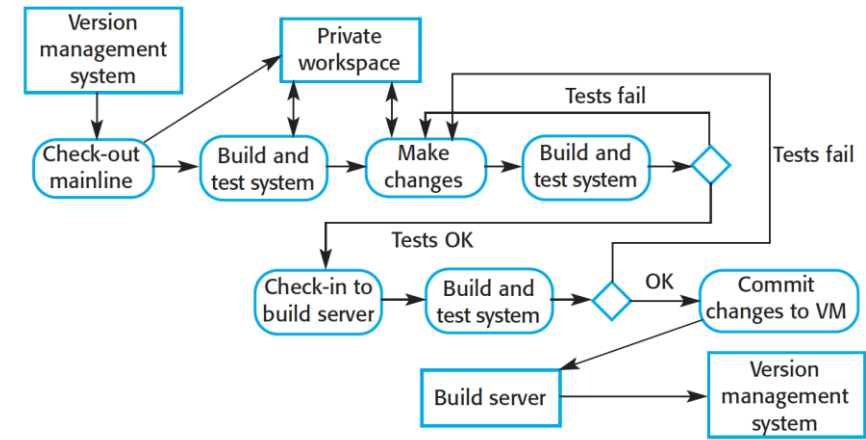 Version
management
system
Private
workspace
Tests fail
Check-out
mainline
Build and
test system
Make
changes
Build and
test system
Tests fail
Tests OK
Check-in to
build server
Build and
test system
OK
Commit
changes to VM
Build server
Version
management
system